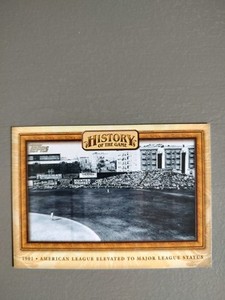 Topps
HISTORY
OF THE GAME
1901 • AMERICAN LEAGUE ELEVATED TO MAJOR LEAGUE STATUS